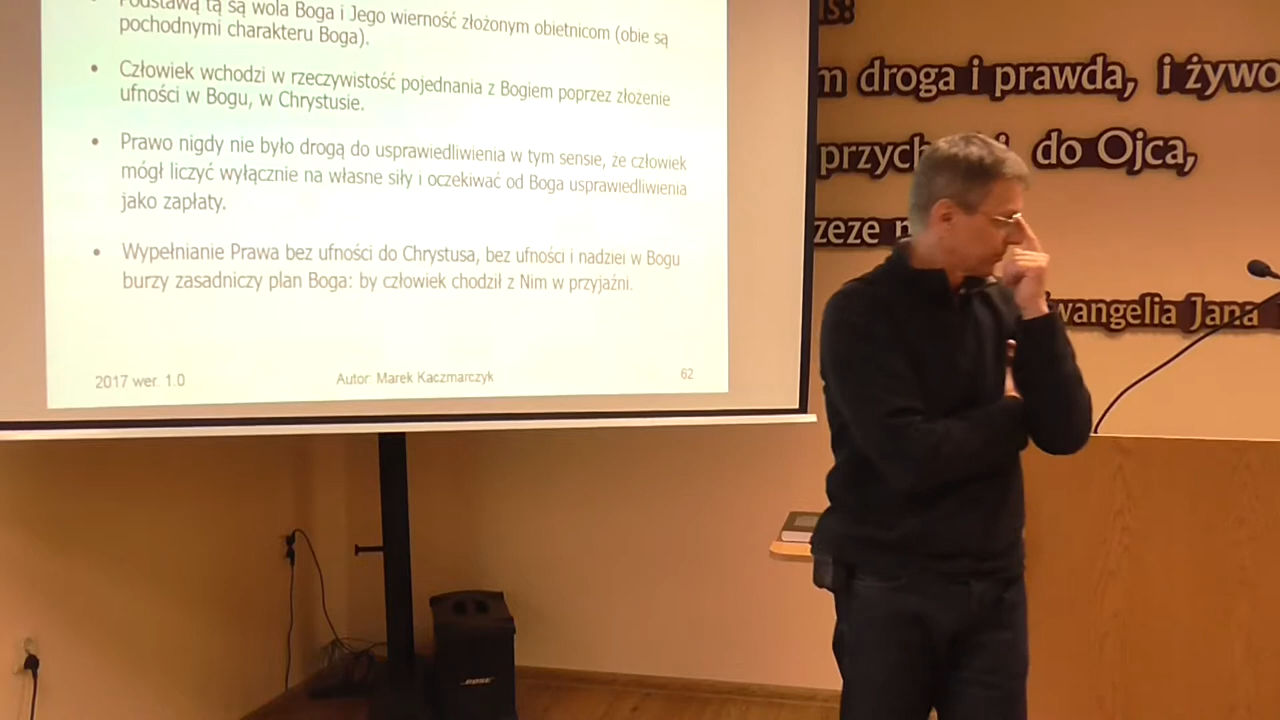 Podstawą tą są wola Boga i Jego wierność złożonym obietnicom (obie są
pochodnymi charakteru Boga).
• Człowiek wchodzi w rzeczywistość pojednania z Bogiem poprzez złożenie
ufności w Bogu, w Chrystusie.
• Prawo nigdy nie było drogą do usprawiedliwienia w tym sensie, że człowiek
mógł liczyć wyłącznie na własne siły i oczekiwać od Boga usprawiedliwienia
jako zapłaty.
• Wypełnianie Prawa bez ufności do Chrystusa, bez ufności i nadziei w Bogu
burzy zasadniczy plan Boga: by człowiek chodził z Nim w przyjaźni.
2017 wer. 1.0
Autor: Marek Kaczmarczyk
62
droga i prawda, i żywo
do Ojca,
zeze
wangelia Jana
BOSE